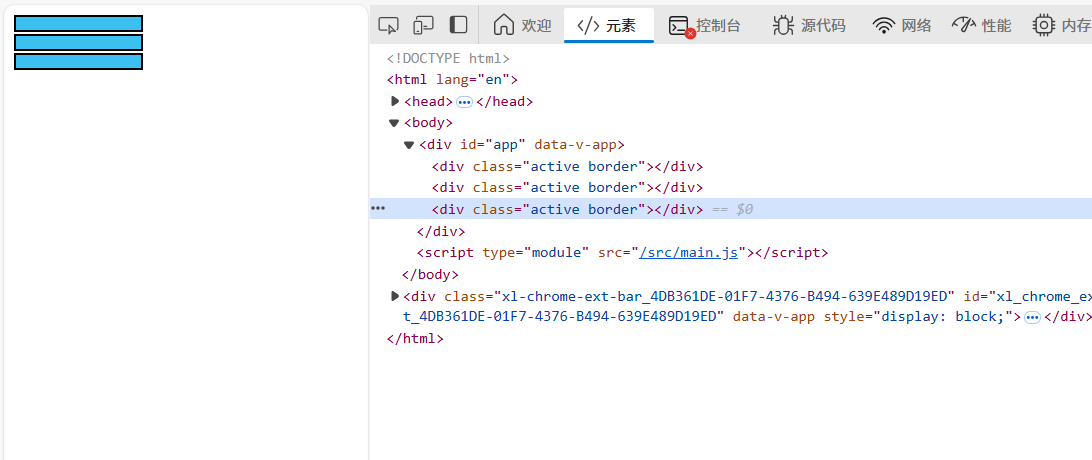 欢迎 元素 控制台 源代码 网络 性能 内存
<!DOCTYPE html>
<html lang="en">
<head>•••</head>
<body>
<div id="app" data-v-app>
<div class="active border"></div>
<div class="active border"></div>
<div class="active border"></div> == $0
</div>
<script type="module" src="/src/main.js"></script>
</body>
<div class="xl-chrome-ext-bar_4DB361DE-01F7-4376-B494-639E489D19ED" id="xl_chrome_ex
t_4DB361DE-01F7-4376-B494-639E489D19ED" data-v-app style="display: block;">•••</div>
</html>